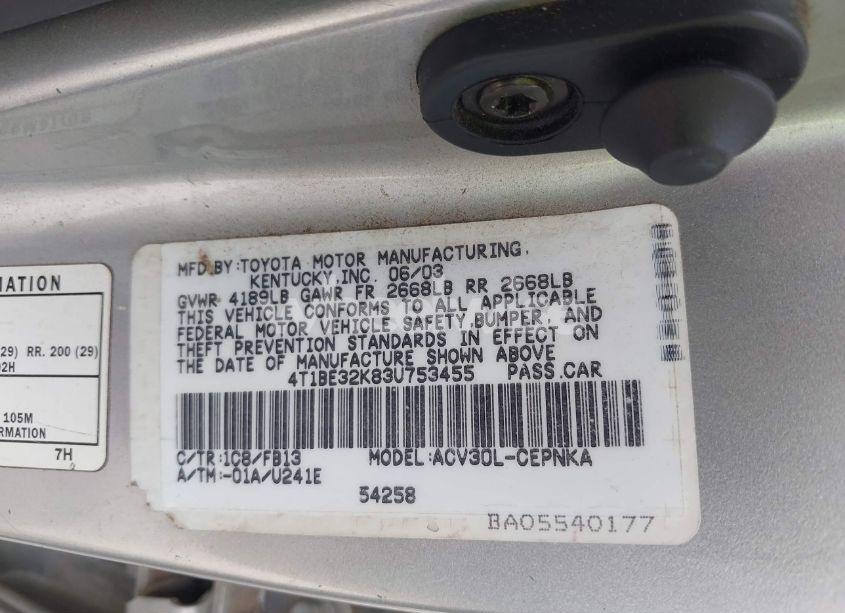 MFD.BY:TOYOTA MOTOR MANUFACTURING,
KENTUCKY,INC. 06/03
GVWR 4189LB GAWR FR 2668LB RR 2668LB
THIS VEHICLE CONFORMS TO ALL APPLICABLE
FEDERAL MOTOR VEHICLE SAFETY,BUMPER, AND
THEFT PREVENTION STANDARDS IN EFFECT ON
THE DATE OF MANUFACTURE SHOWN ABOVE
4T1BE32K83U753455 PASS.CAR
C/TR:1C8/FB13 MODEL:ACV30L-CEPNKA
A/TM:-01A/U241E
54258
BA05540177
MATION
(29) RR. 200 (29)
02H
105M
FORMATION
7H